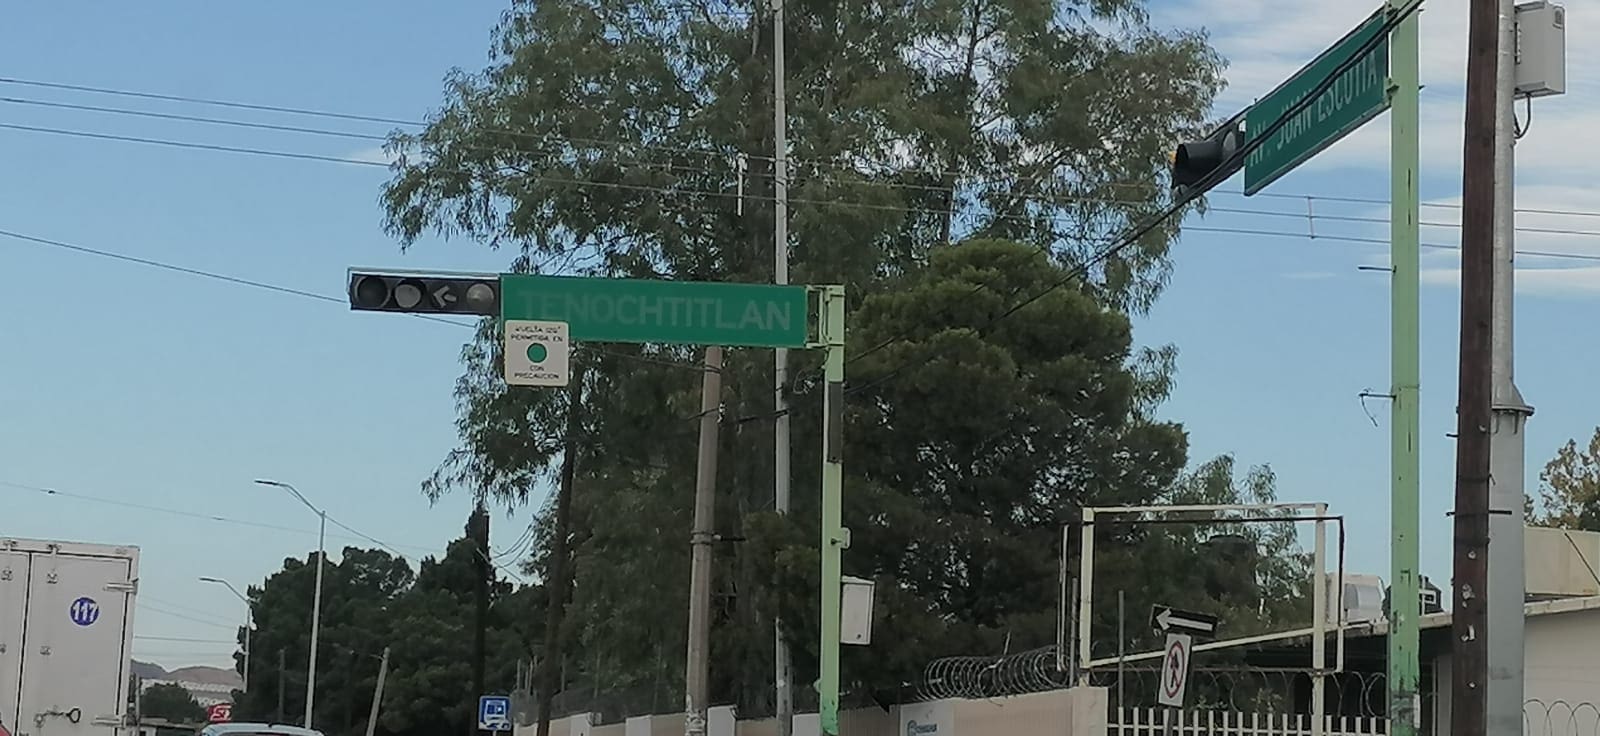 AV. JUAN ESCUTIA
TENOCHTITLAN
VUELTA IZQ.
PERMITIDA EN
CON
PRECAUCION
117